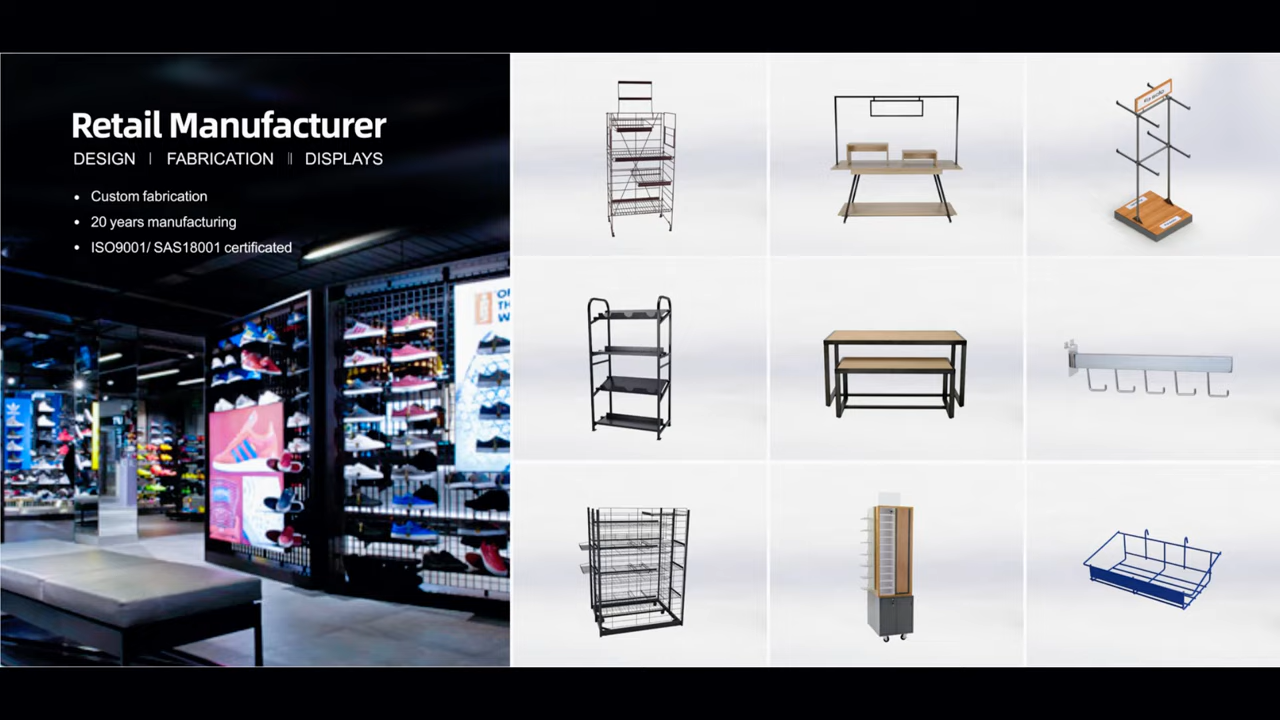 Retail Manufacturer
DESIGN | FABRICATION || DISPLAYS
• Custom fabrication
• 20 years manufacturing
• ISO9001/ SAS18001 certificated